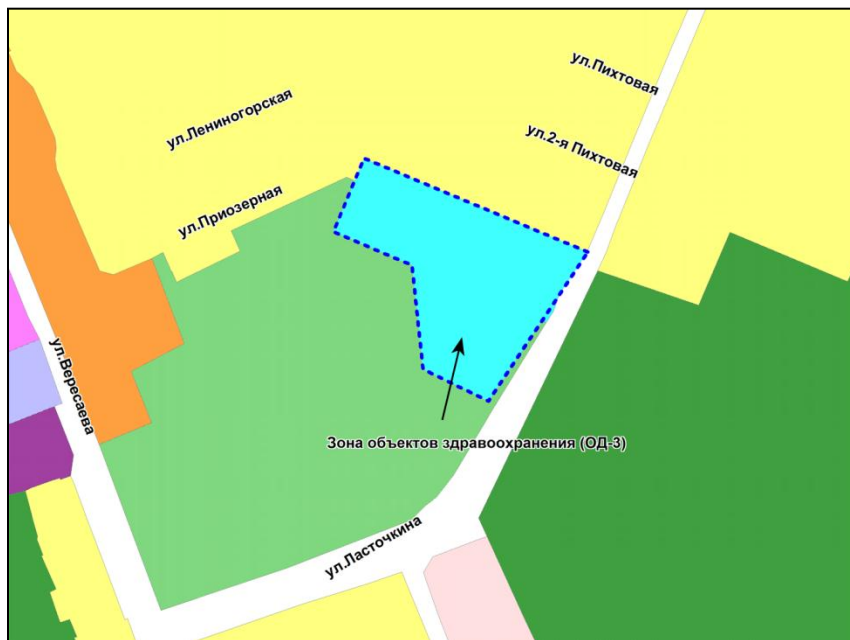 ул.Пихтовая
ул.Лениногорская
ул.2-я Пихтовая
ул.Приозерная
ул.Вересаева
Зона объектов здравоохранения (ОД-3)
ул.Ласточкина